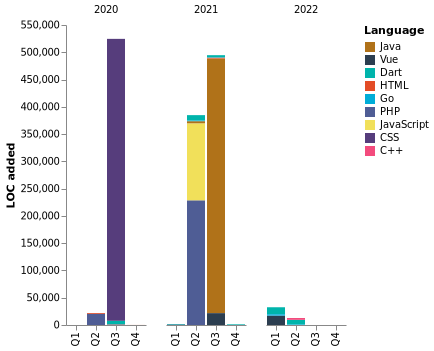 2020 2021 2022
Language
Java
Vue
Dart
HTML
Go
PHP
JavaScript
CSS
C++
LOC added
550,000
500,000
450,000
400,000
350,000
300,000
250,000
200,000
150,000
100,000
50,000
0
Q1 Q2 Q3 Q4 Q1 Q2 Q3 Q4 Q1 Q2 Q3 Q4